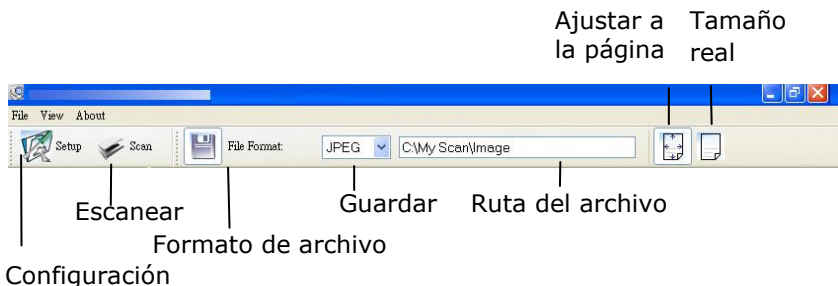 Ajustar a la página
Tamaño real
File View About
Setup Scan File Format: JPEG C:\My Scan\Image
Escanear
Guardar
Ruta del archivo
Formato de archivo
Configuración